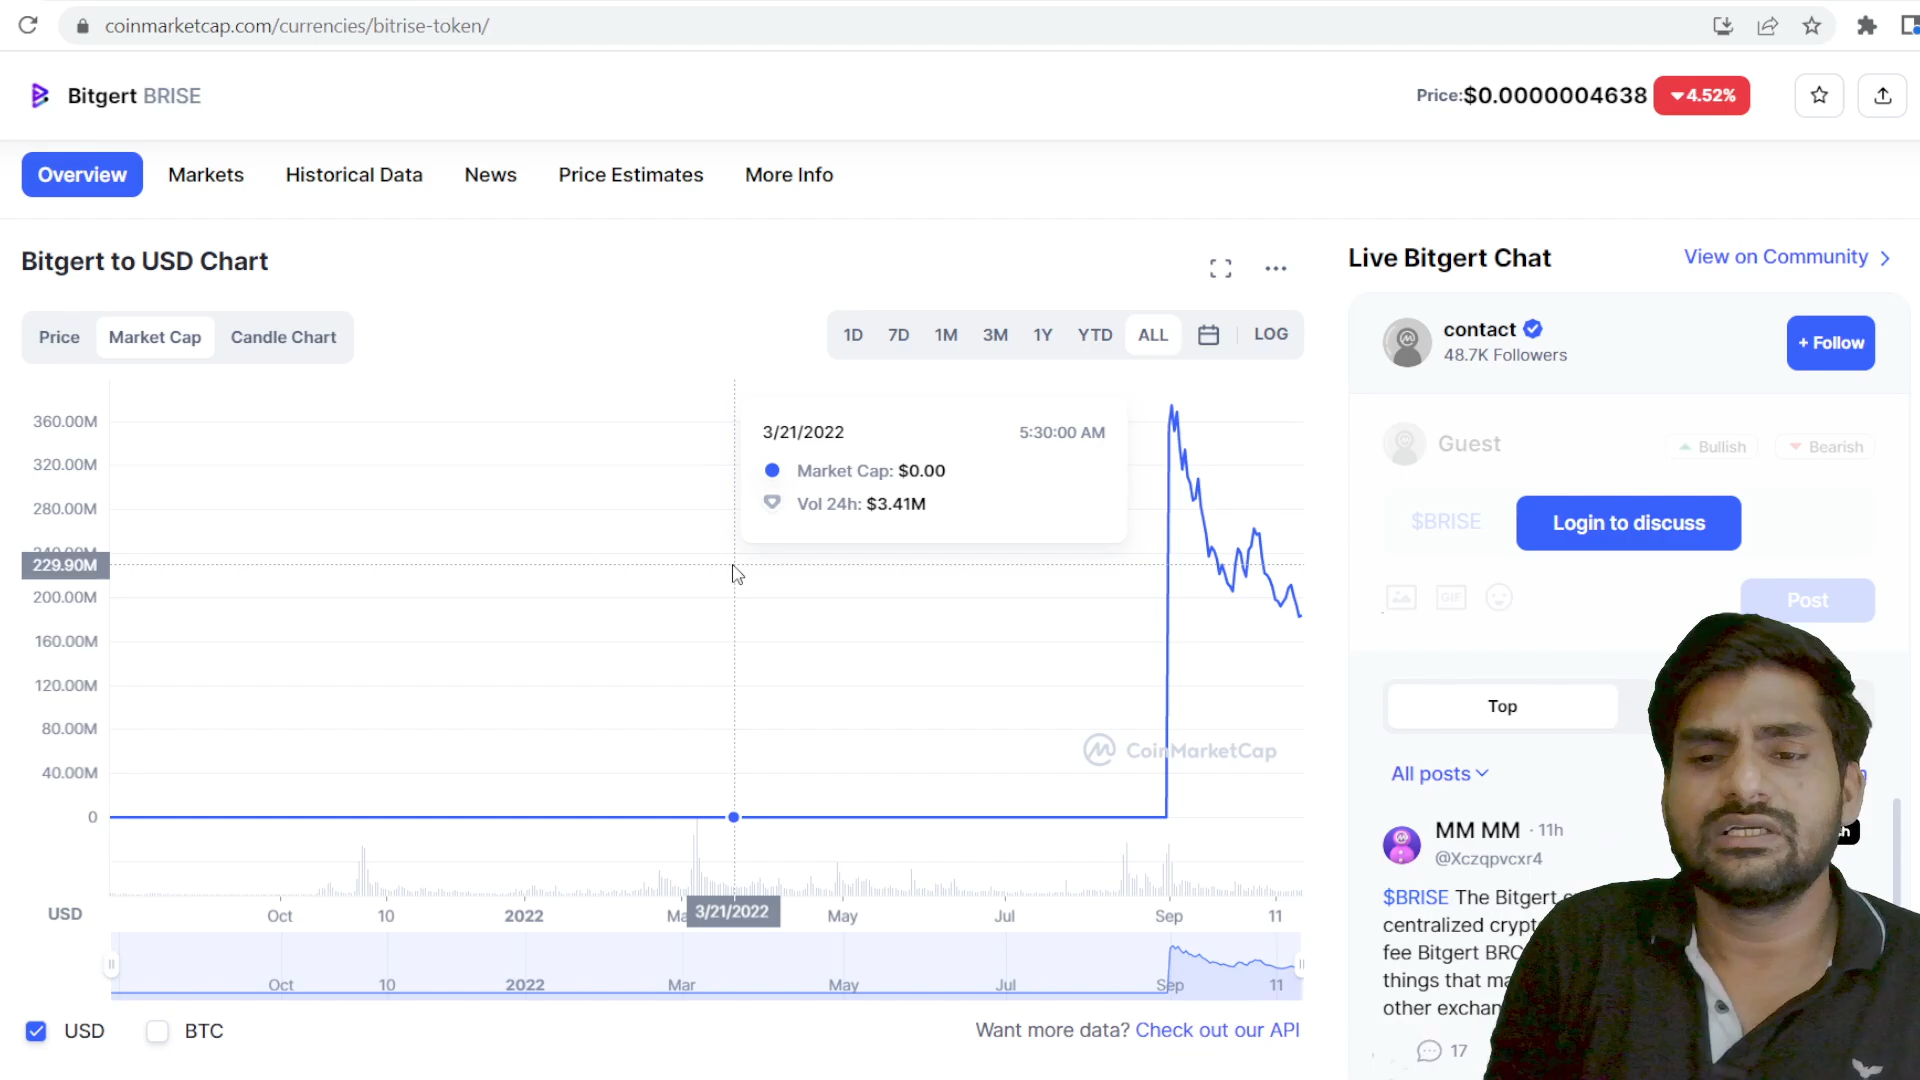 coinmarketcap.com/currencies/bitrise-token/
Bitgert BRISE
Price:$0.0000004638 4.52%
Overview Markets Historical Data News Price Estimates More Info
Bitgert to USD Chart
Live Bitgert Chat
View on Community
Price Market Cap Candle Chart
1D 7D 1M 3M 1Y YTD ALL LOG
contact
48.7K Followers
+ Follow
360.00M
320.00M
280.00M
240.00M
229.90M
200.00M
160.00M
120.00M
80.00M
40.00M
0
3/21/2022 5:30:00 AM
Market Cap: $0.00
Vol 24h: $3.41M
CoinMarketCap
USD
Oct 10 2022 3/21/2022 May Jul Sep 11
Oct 10 2022 Mar May Jul Sep 11
USD BTC
Want more data? Check out our API
Guest
Bullish Bearish
$BRISE
Login to discuss
GIF
Post
Top
All posts
MM MM · 11h
@Xczqpvcxr4
$BRISE The Bitgert
centralized
fee Bitgert
things that
other
17